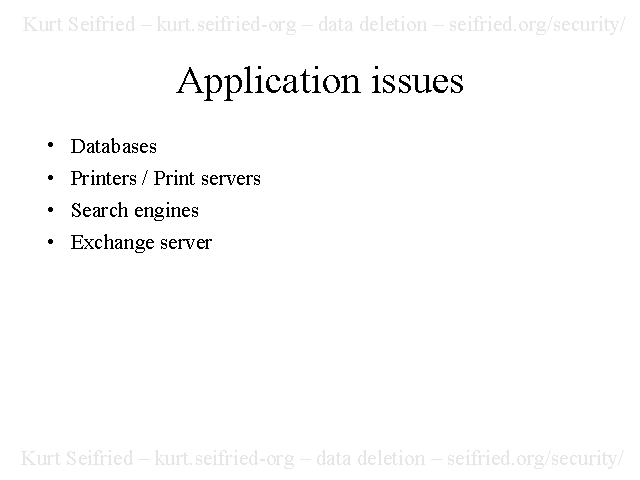 Kurt Seifried – kurt.seifried-org – data deletion – seifried.org/security/
Application issues
• Databases
• Printers / Print servers
• Search engines
• Exchange server
Kurt Seifried – kurt.seifried-org – data deletion – seifried.org/security/